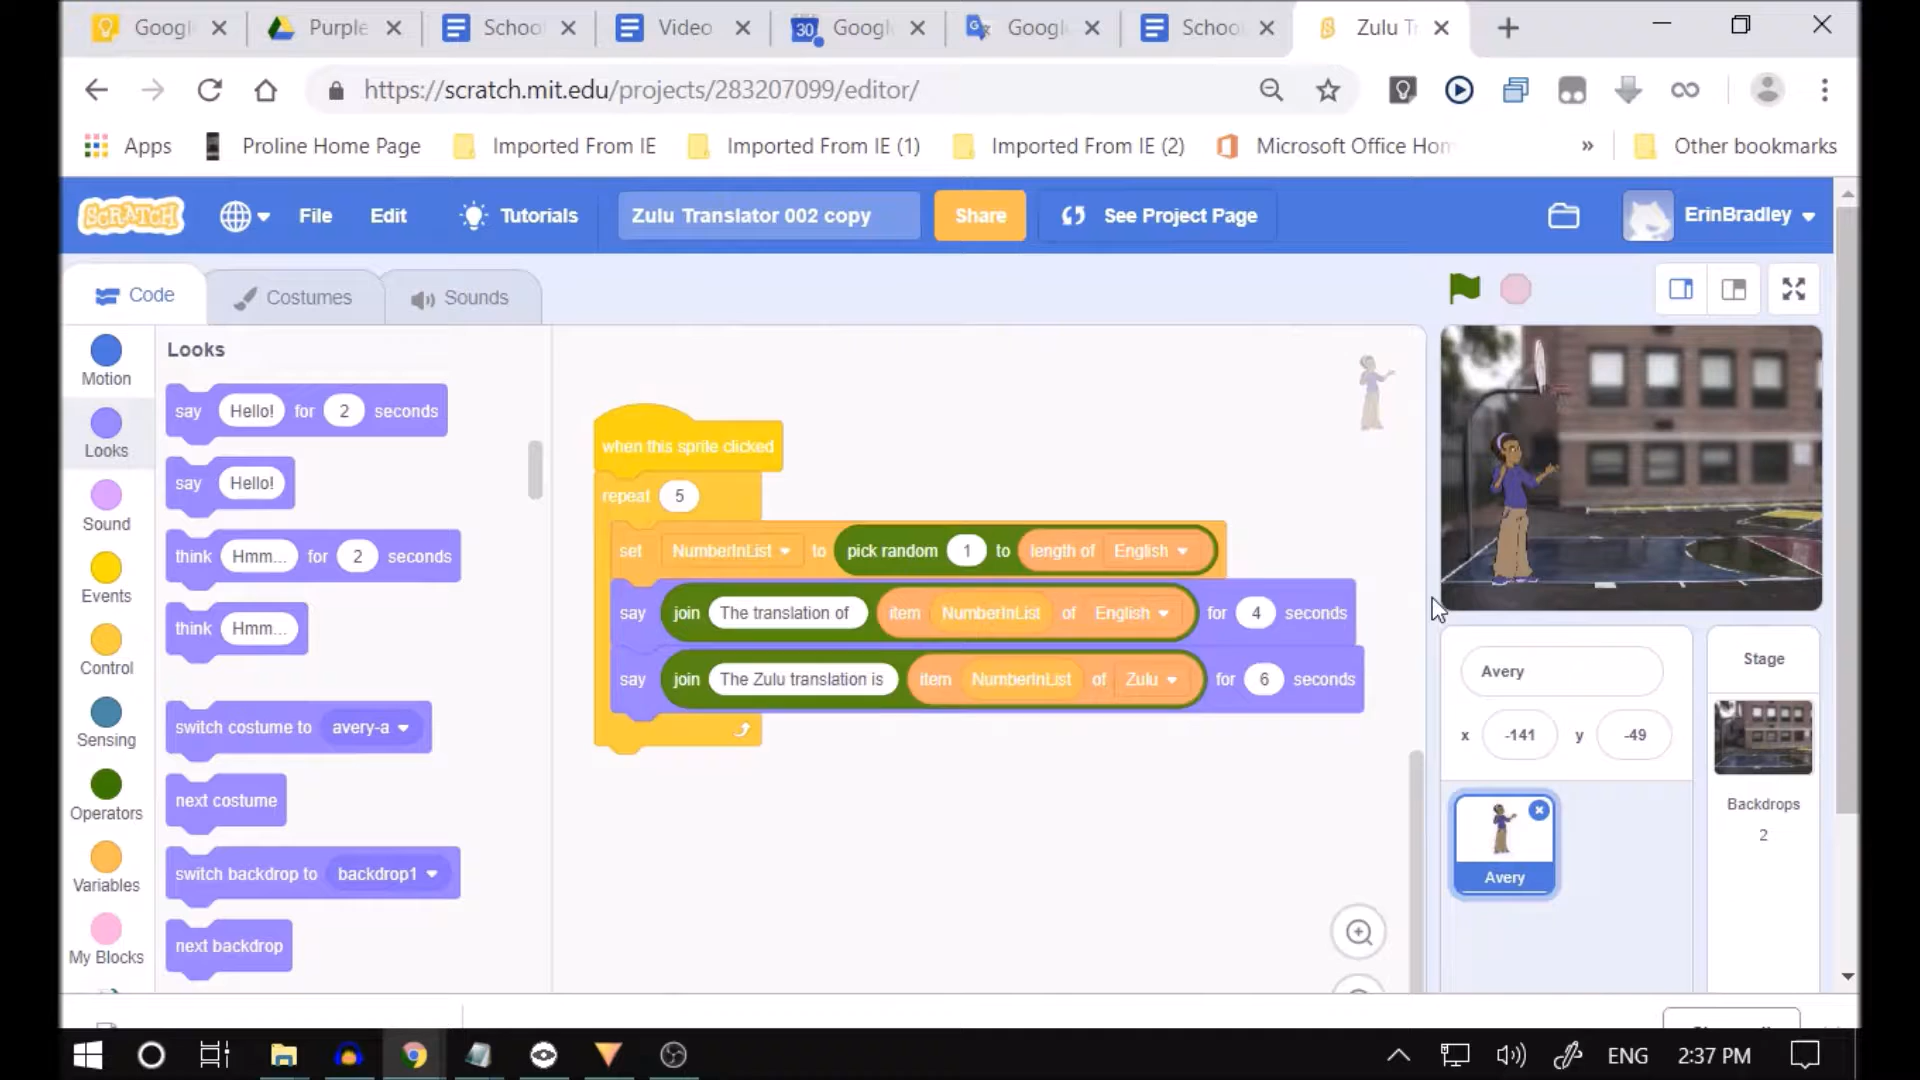 Googl Purple School Video 30 Googl Googl School Zulu Tr
https://scratch.mit.edu/projects/283207099/editor/
Apps Proline Home Page Imported From IE Imported From IE (1) Imported From IE (2) Microsoft Office Hom » Other bookmarks
SCRATCH File Edit Tutorials Zulu Translator 002 copy Share See Project Page ErinBradley
Code Costumes Sounds
Motion
Looks
Sound
Events
Control
Sensing
Operators
Variables
My Blocks
Looks
say Hello! for 2 seconds
say Hello!
think Hmm... for 2 seconds
think Hmm...
switch costume to avery-a
next costume
switch backdrop to backdrop1
next backdrop
when this sprite clicked
repeat 5
set NumberInList to pick random 1 to length of English
say join The translation of item NumberInList of English for 4 seconds
say join The Zulu translation is item NumberInList of Zulu for 6 seconds
Avery
x -141 y -49
Avery
Stage
Backdrops
2
ENG 2:37 PM